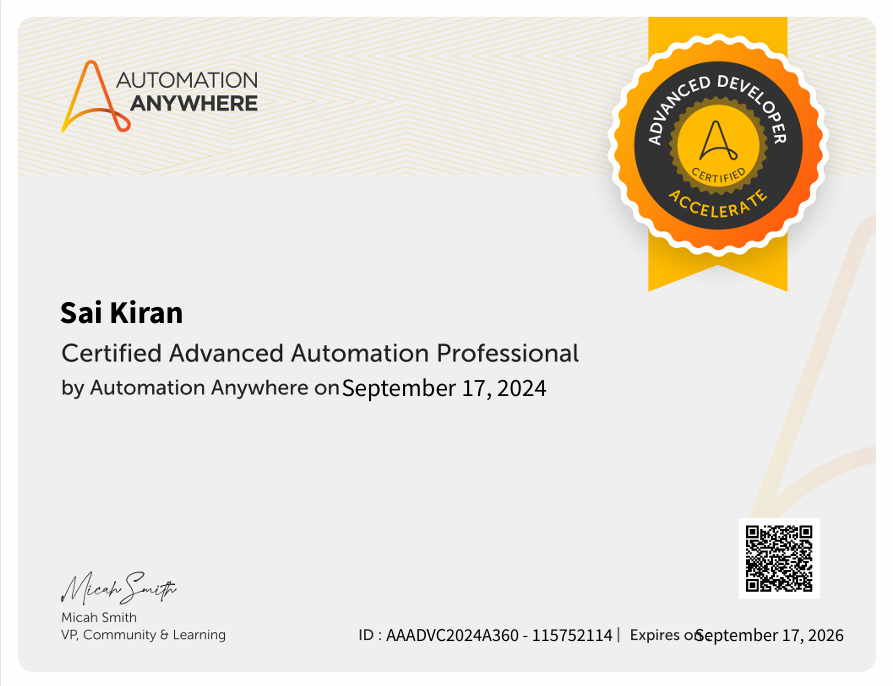 AUTOMATION
ANYWHERE
ADVANCED DEVELOPER
CERTIFIED
ACCELERATE
Sai Kiran
Certified Advanced Automation Professional
by Automation Anywhere on September 17, 2024
Micah Smith
Micah Smith
VP, Community & Learning
ID : AAADVC2024A360 - 115752114 | Expires on: September 17, 2026